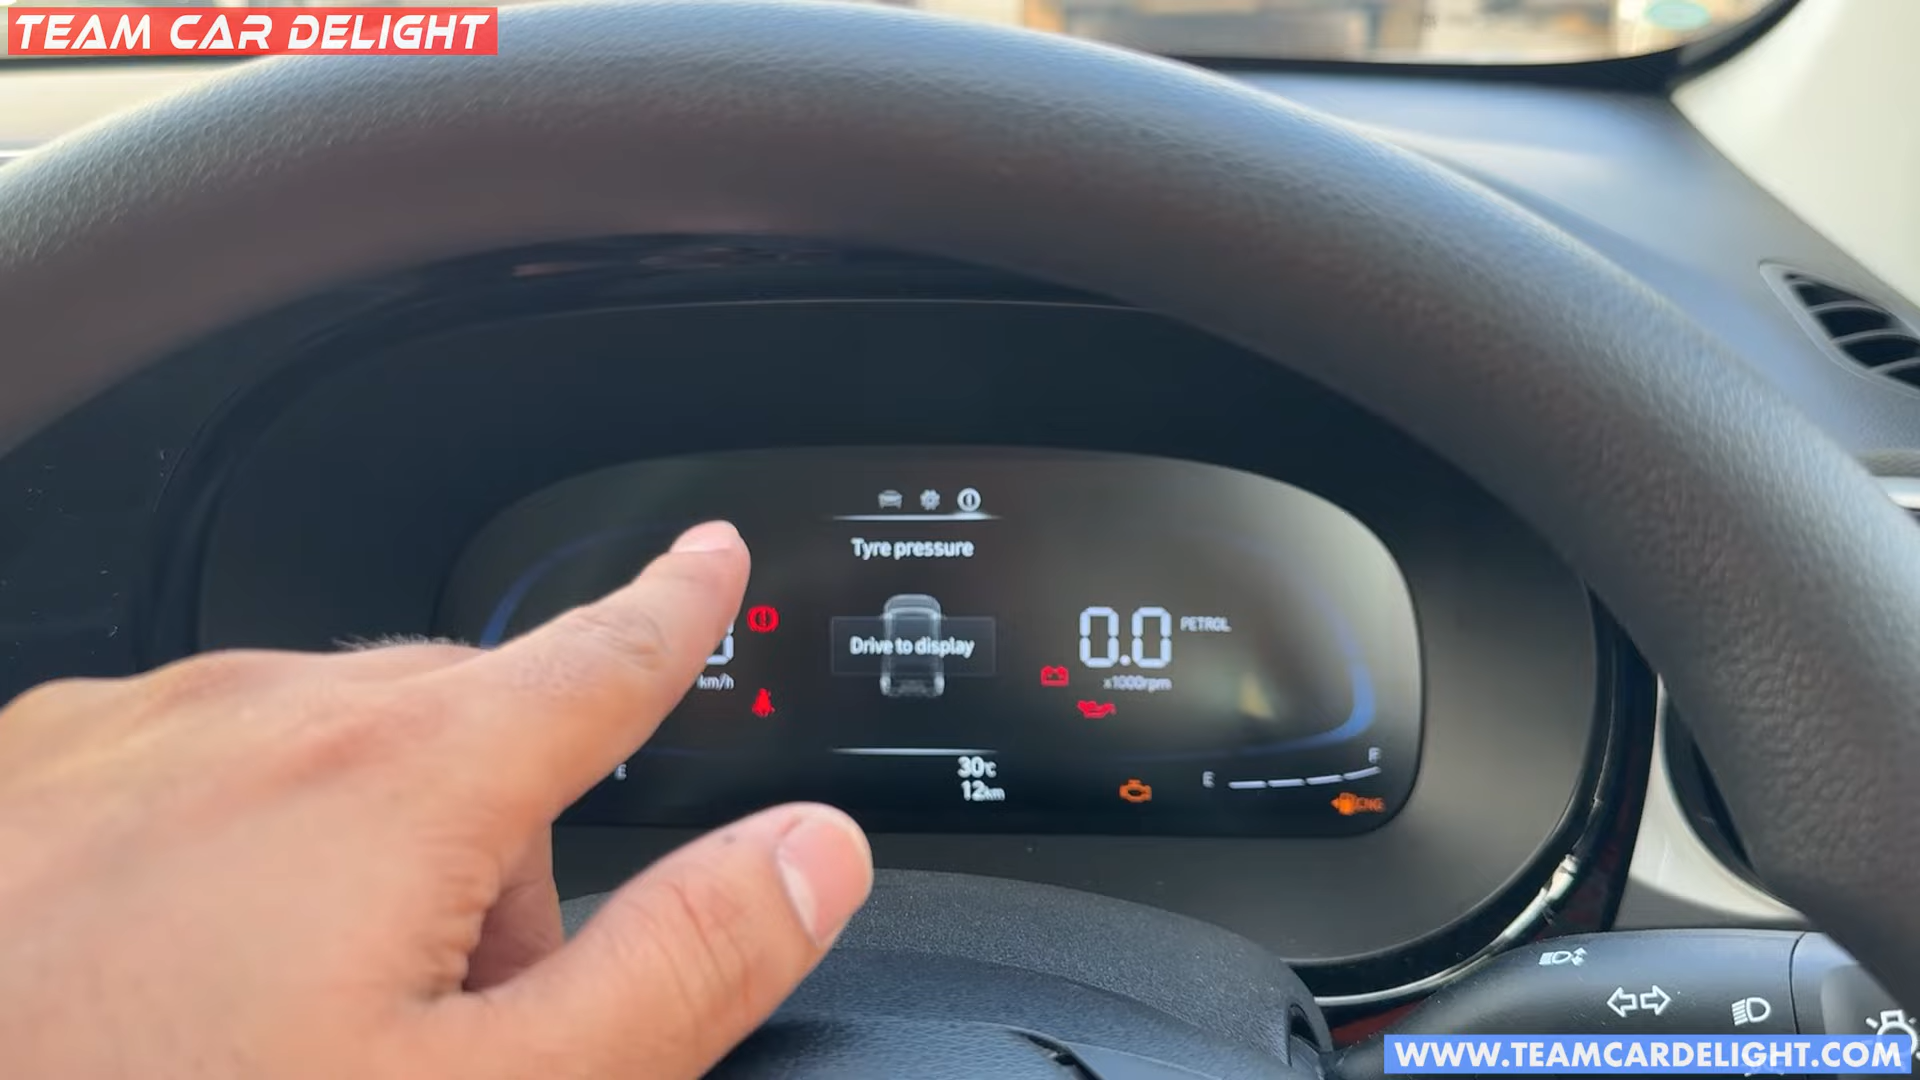 TEAM CAR DELIGHT
Tyre pressure
Drive to display
km/h
0.0 PETROL
x1000rpm
30°C
12km
E
E
F
CNG
WWW.TEAMCARDELIGHT.COM